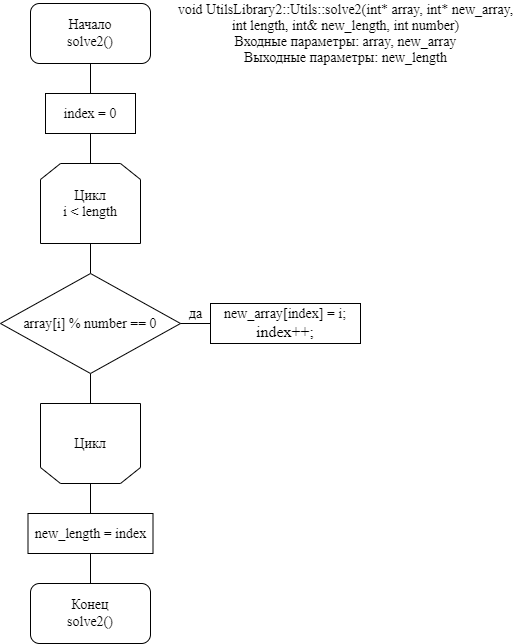 Начало
solve2()
void UtilsLibrary2::Utils::solve2(int* array, int* new_array,
int length, int& new_length, int number)
Входные параметры: array, new_array
Выходные параметры: new_length
index = 0
Цикл
i < length
array[i] % number == 0
да
new_array[index] = i;
index++;
Цикл
new_length = index
Конец
solve2()